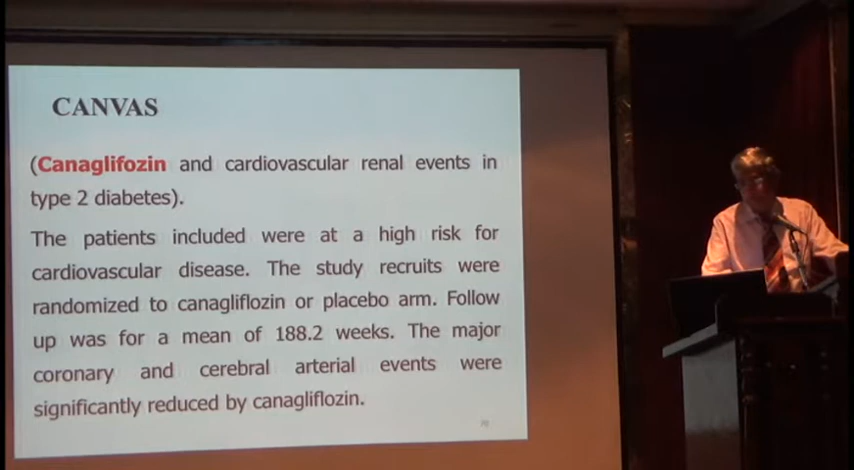 CANVAS
(Canaglifozin and cardiovascular renal events in
type 2 diabetes).
The patients included were at a high risk for
cardiovascular disease. The study recruits were
randomized to canagliflozin or placebo arm. Follow
up was for a mean of 188.2 weeks. The major
coronary and cerebral arterial events were
significantly reduced by canagliflozin.